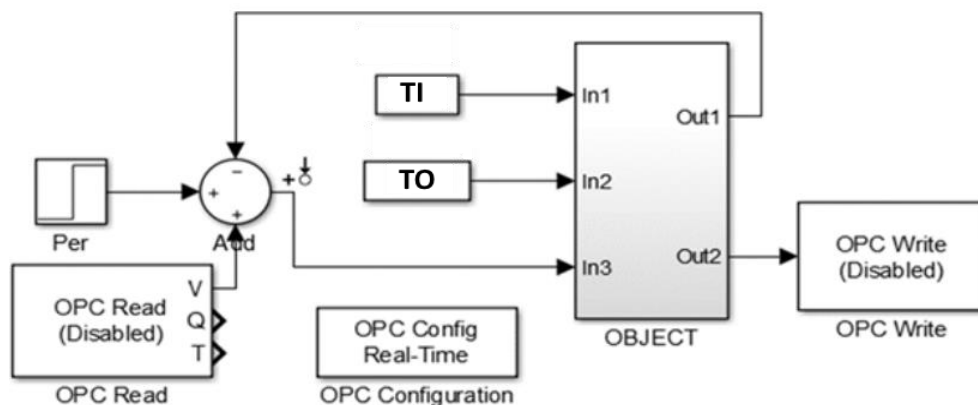 TI
In1
Out1
TO
In2
Per
Add
In3
Out2
OPC Write
(Disabled)
OPC Write
V
Q
T
OPC Read
(Disabled)
OPC Read
OPC Config
Real-Time
OPC Configuration
OBJECT